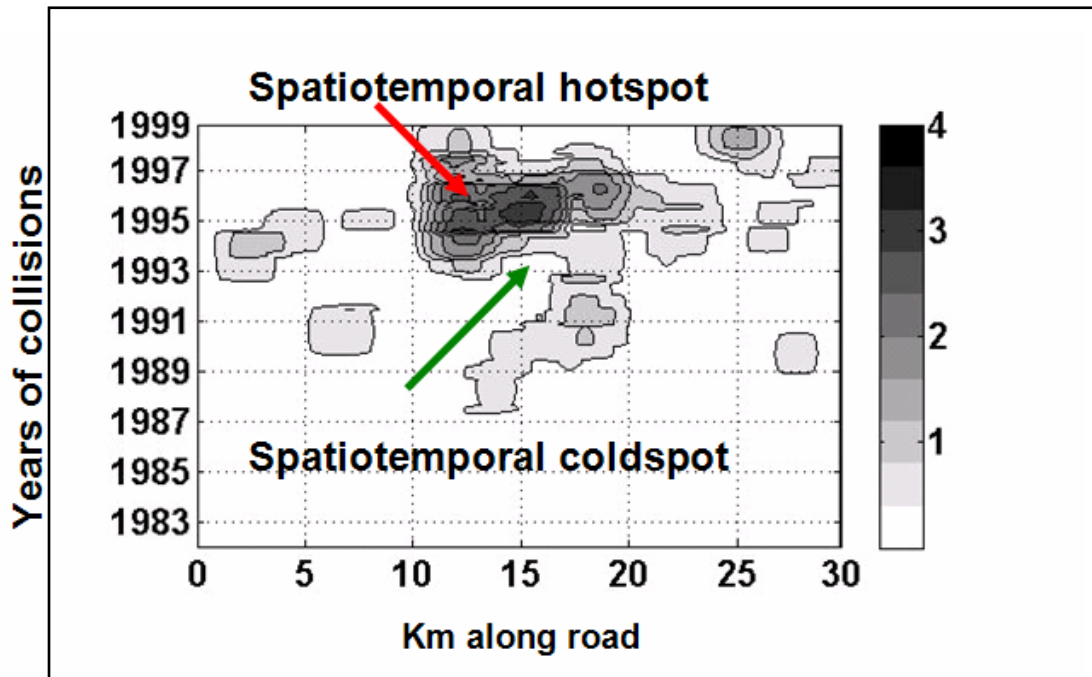 Spatiotemporal hotspot
Years of collisions
1999
1997
1995
1993
1991
1989
1987
1985
1983
Spatiotemporal coldspot
0 5 10 15 20 25 30
Km along road
4
3
2
1